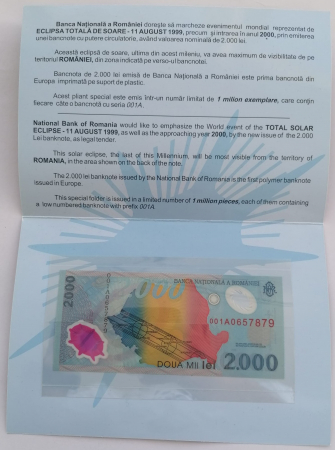 Banca Națională a României dorește să marcheze evenimentul mondial reprezentat de
ECLIPSA TOTALĂ DE SOARE - 11 AUGUST 1999, precum și intrarea în anul 2000, prin emiterea
unei bancnote cu putere circulatorie, având valoarea nominală de 2.000 lei.
Această eclipsă de soare, ultima din acest mileniu, va avea maximum de vizibilitate de pe
teritoriul ROMÂNIEI, din zona indicată pe verso-ul bancnotei.
Bancnota de 2.000 lei emisă de Banca Națională a României este prima bancnotă din
Europa imprimată pe suport de plastic.
Acest pliant special este emis într-un număr limitat de 1 milion exemplare, care conțin
fiecare câte o bancnotă cu seria 001A.
National Bank of Romania would like to emphasize the World event of the TOTAL SOLAR
ECLIPSE - 11 AUGUST 1999, as well as the approaching year 2000, by the new issue of the 2.000
Lei banknote, as legal tender.
This solar eclipse, the last of this Millennium, will be most visible from the territory of
ROMANIA, in the area shown on the back of the note.
The 2.000 lei banknote issued by the National Bank of Romania is the first polymer banknote
issued in Europe.
This special folder is issued in a limited number of 1 million pieces, each of them containing
a low numbered banknote with prefix 001A.
BANCA NAȚIONALĂ A ROMÂNIEI
2000
2000
001A0657879
001A0657879
DOUA MII lei 2.000